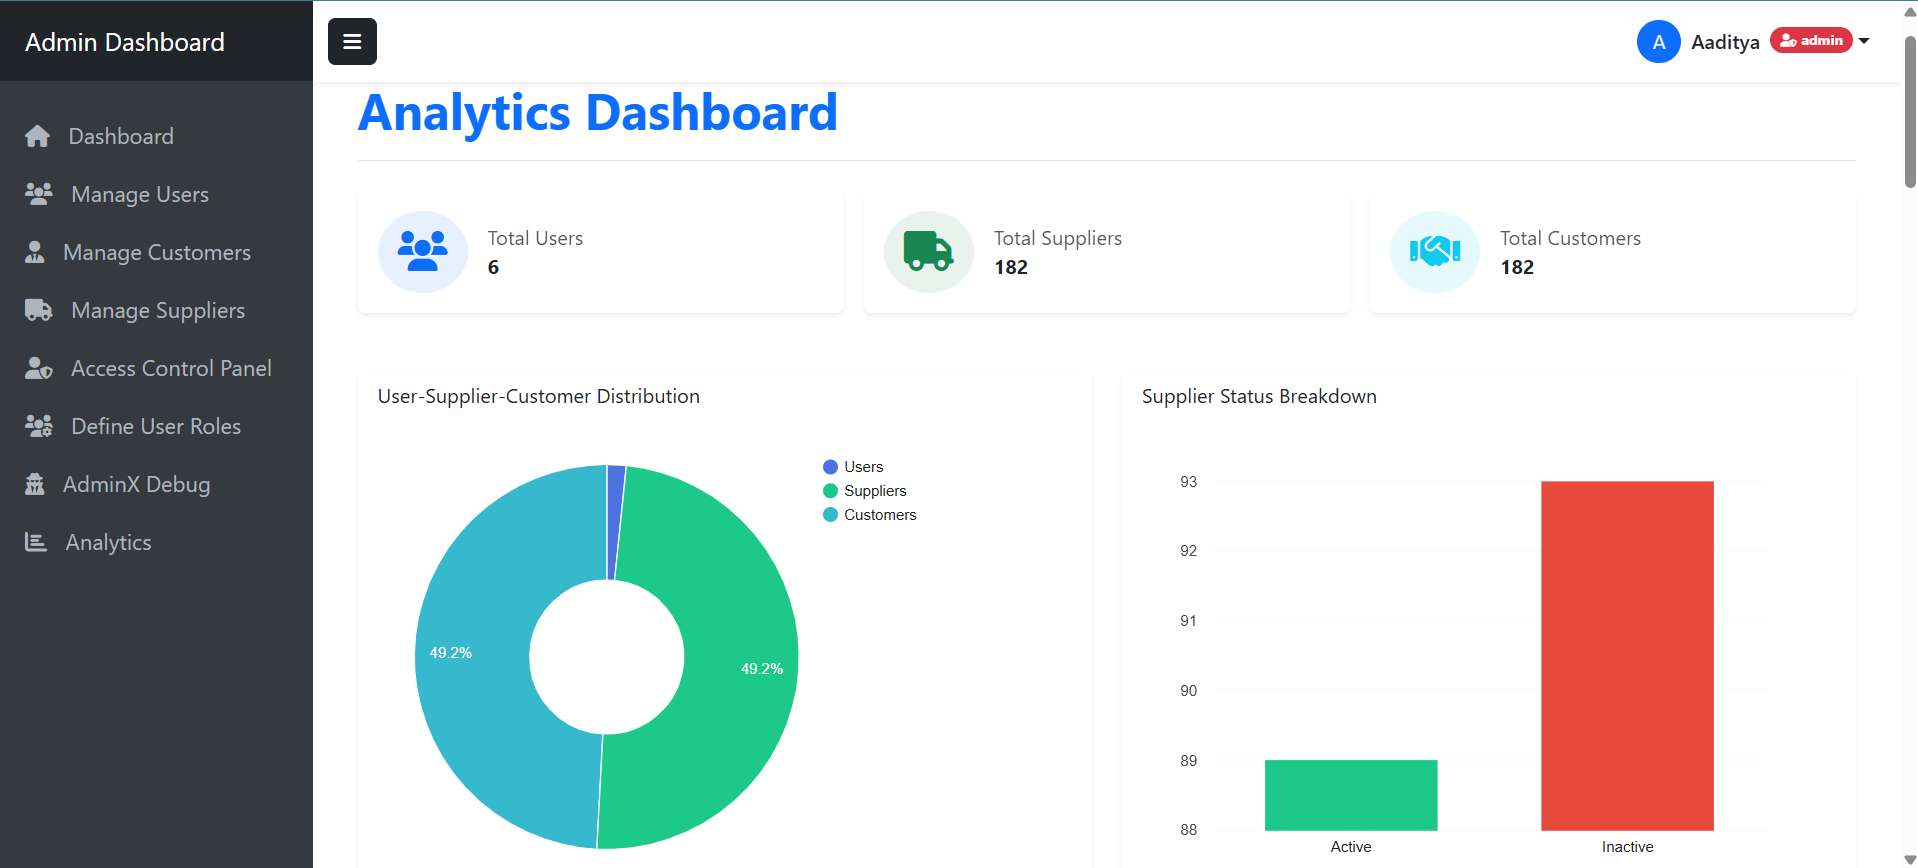 Admin Dashboard
A Aaditya admin
Dashboard
Manage Users
Manage Customers
Manage Suppliers
Access Control Panel
Define User Roles
AdminX Debug
Analytics
Analytics Dashboard
Total Users
6
Total Suppliers
182
Total Customers
182
User-Supplier-Customer Distribution
Users
Suppliers
Customers
49.2%
49.2%
Supplier Status Breakdown
93
92
91
90
89
88
Active Inactive